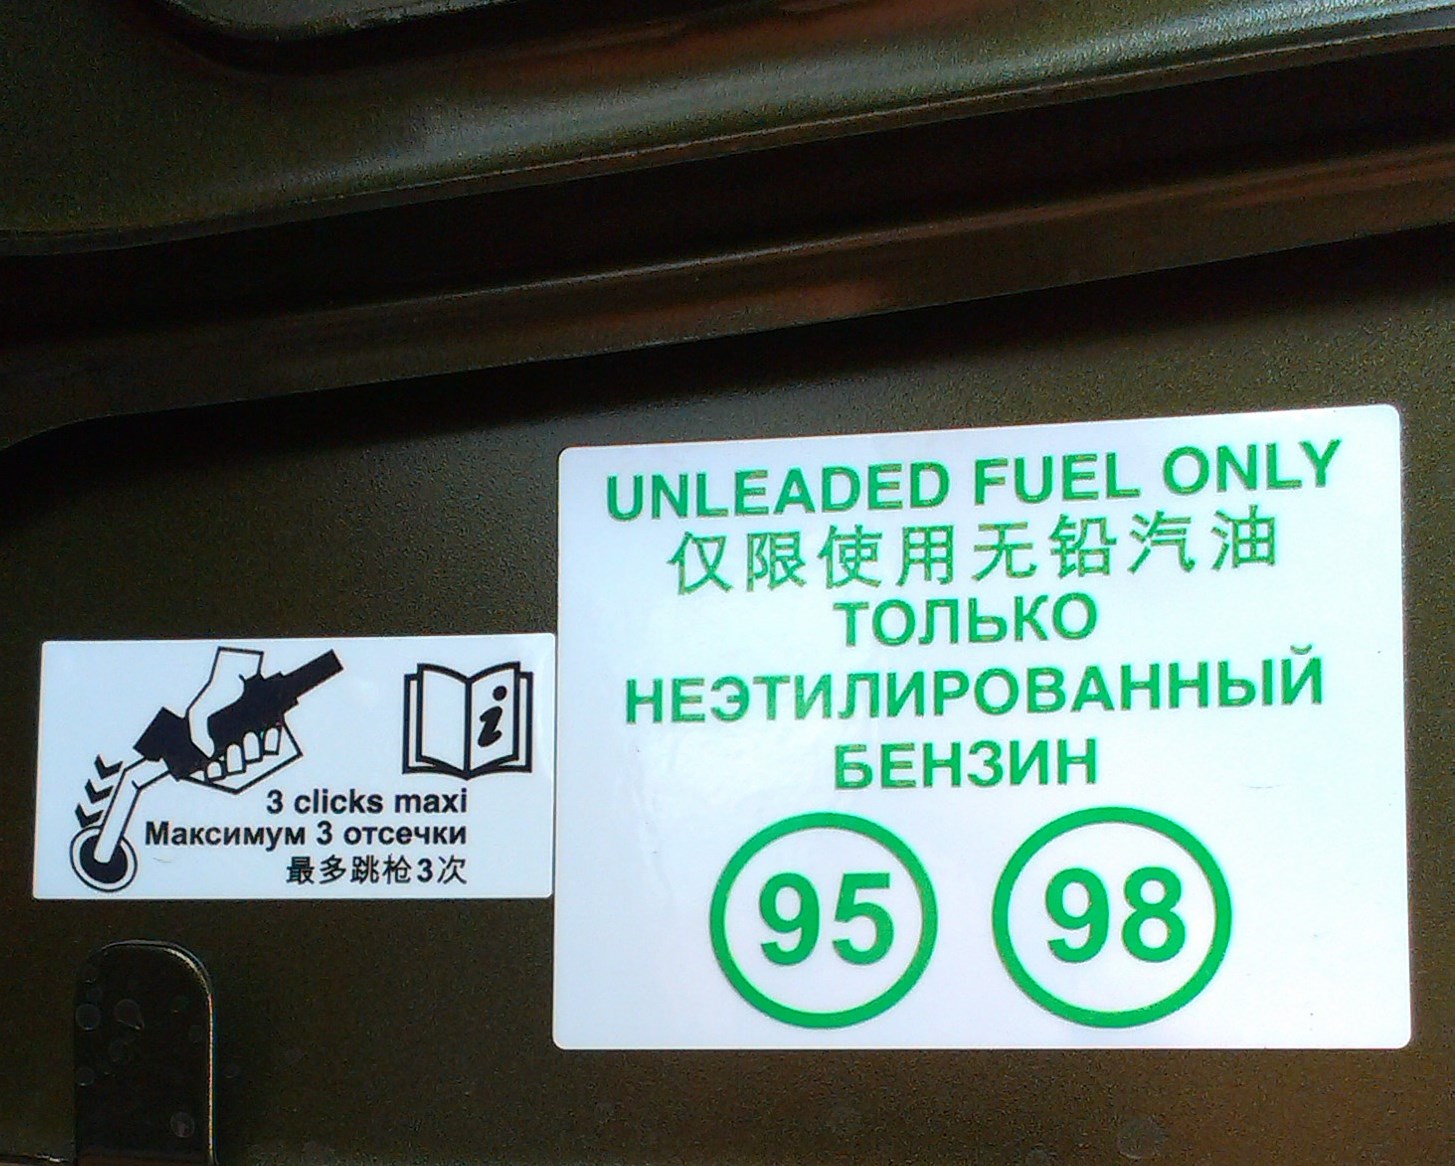 UNLEADED FUEL ONLY
仅限使用无铅汽油
ТОЛЬКО
НЕЭТИЛИРОВАННЫЙ
БЕНЗИН
95 98
i
3 clicks maxi
Максимум 3 отсечки
最多跳枪3次